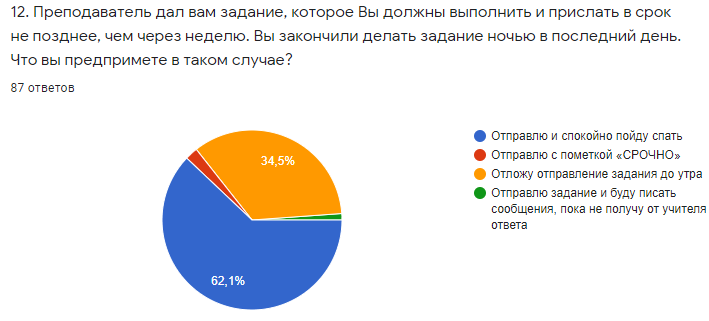 12. Преподаватель дал вам задание, которое Вы должны выполнить и прислать в срок
не позднее, чем через неделю. Вы закончили делать задание ночью в последний день.
Что вы предпримете в таком случае?
87 ответов
34,5%
62,1%
Отправлю и спокойно пойду спать
Отправлю с пометкой «СРОЧНО»
Отложу отправление задания до утра
Отправлю задание и буду писать
сообщения, пока не получу от учителя
ответа